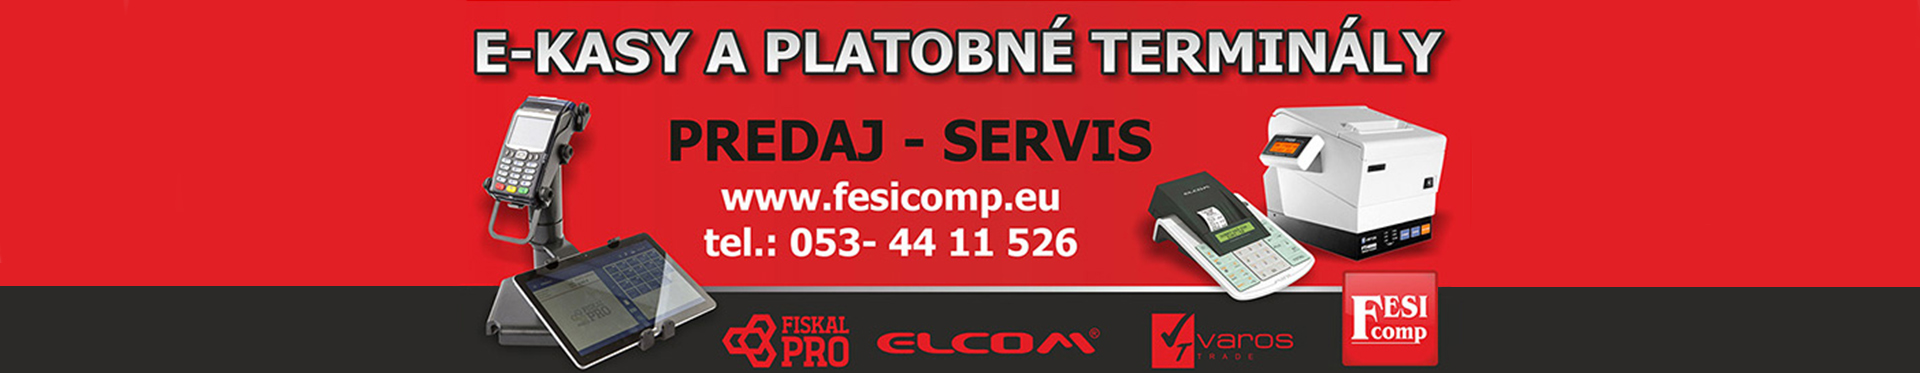 E-KASY A PLATOBNÉ TERMINÁLY
PREDAJ - SERVIS
www.fesicomp.eu
tel.: 053- 44 11 526
ELCOM
FISKAL
PRO
ELCOM®
varos
TRADE
FESI
comp